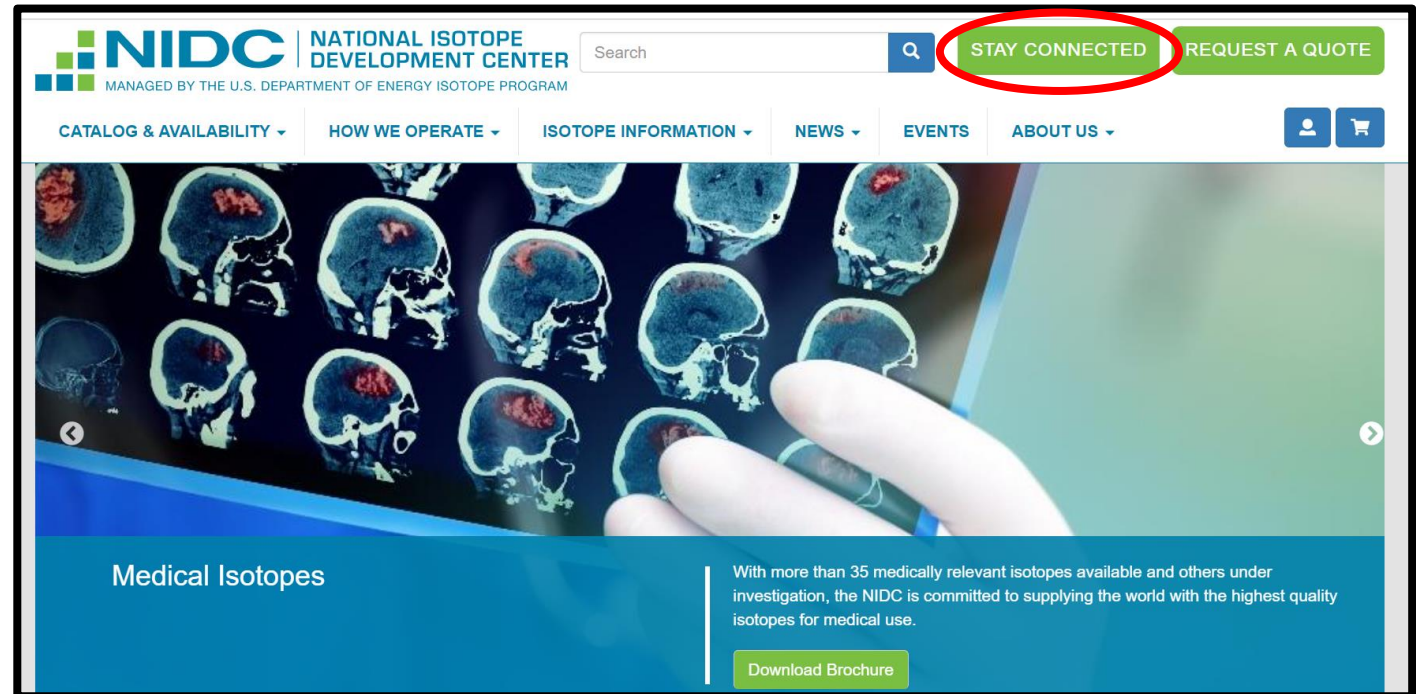 NIDC
NATIONAL ISOTOPE
DEVELOPMENT CENTER
MANAGED BY THE U.S. DEPARTMENT OF ENERGY ISOTOPE PROGRAM
Search
STAY CONNECTED
REQUEST A QUOTE
CATALOG & AVAILABILITY
HOW WE OPERATE
ISOTOPE INFORMATION
NEWS
EVENTS
ABOUT US
Medical Isotopes
With more than 35 medically relevant isotopes available and others under
investigation, the NIDC is committed to supplying the world with the highest quality
isotopes for medical use.
Download Brochure